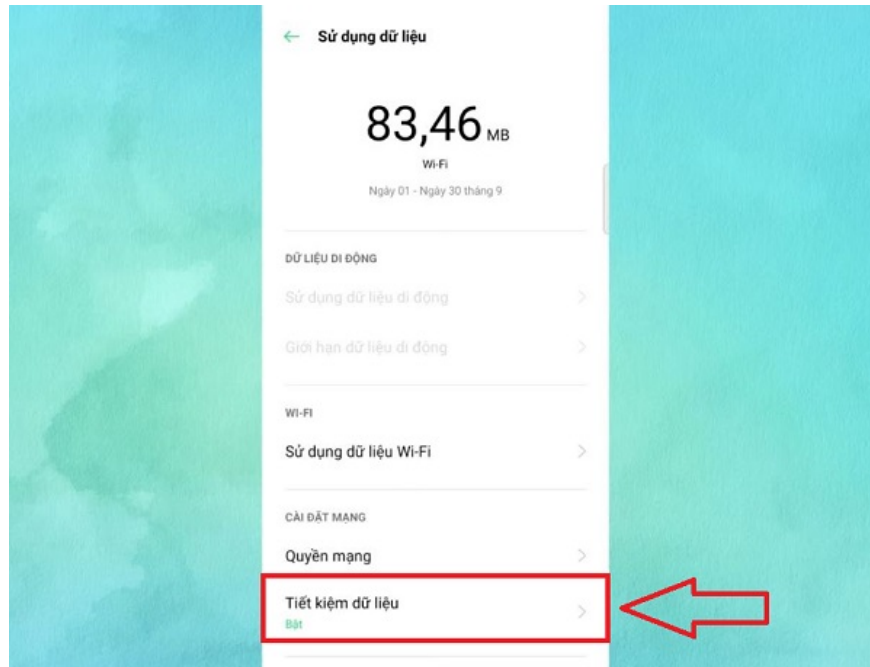 Sử dụng dữ liệu
83,46 MB
Wi-Fi
Ngày 01 - Ngày 30 tháng 9
DỮ LIỆU DI ĐỘNG
Sử dụng dữ liệu di động
Giới hạn dữ liệu di động
WI-FI
Sử dụng dữ liệu Wi-Fi
CÀI ĐẶT MẠNG
Quyền mạng
Tiết kiệm dữ liệu
Bật